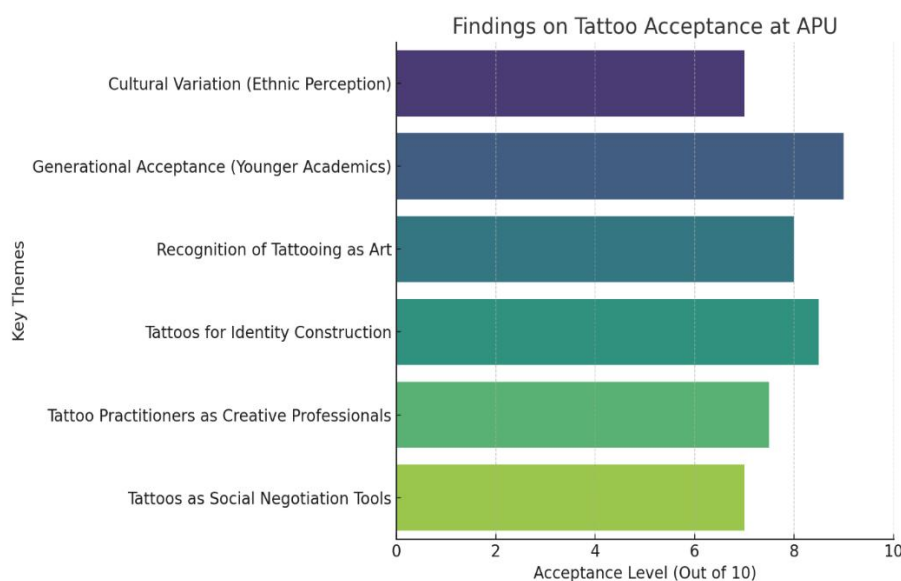 Findings on Tattoo Acceptance at APU
Key Themes
Cultural Variation (Ethnic Perception)
Generational Acceptance (Younger Academics)
Recognition of Tattooing as Art
Tattoos for Identity Construction
Tattoo Practitioners as Creative Professionals
Tattoos as Social Negotiation Tools
0 2 4 6 8 10
Acceptance Level (Out of 10)